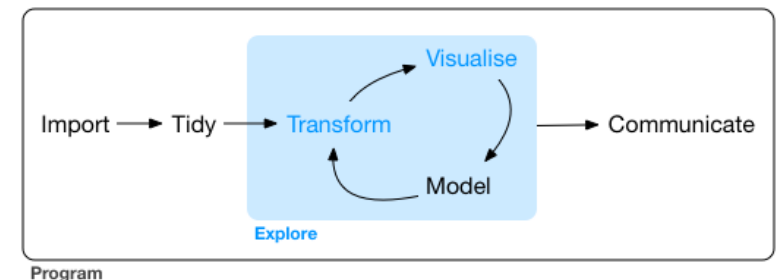 Visualise
Import Tidy Transform Communicate
Model
Explore
Program